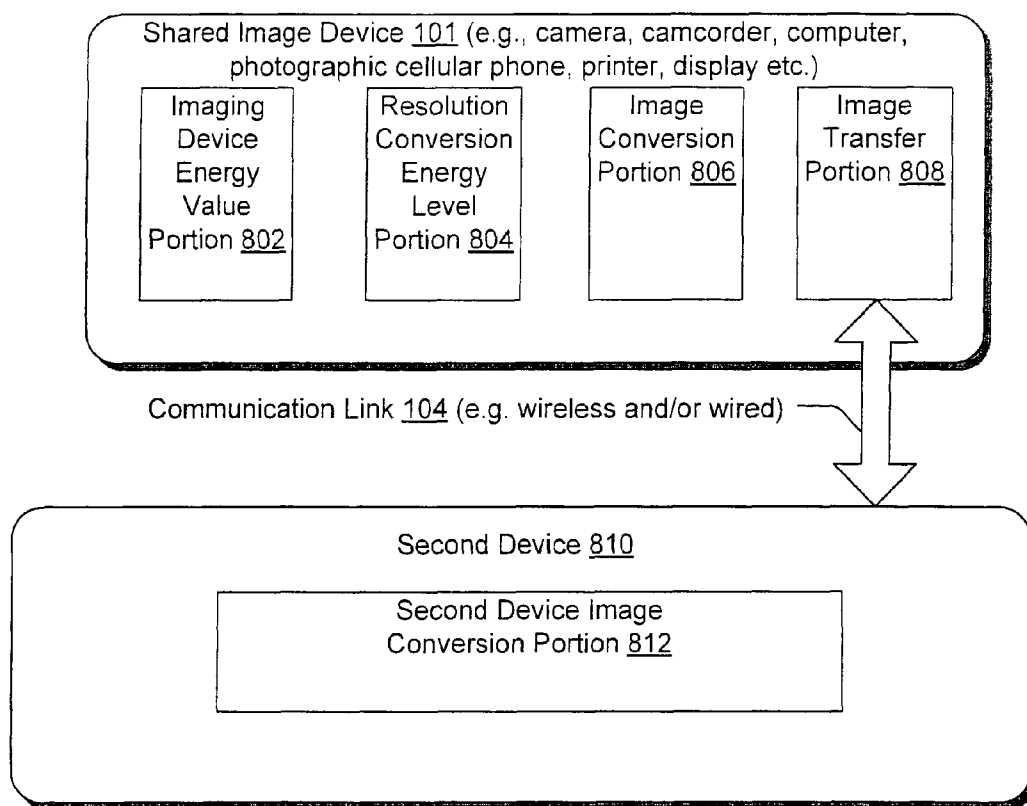 Shared Image Device 101 (e.g., camera, camcorder, computer,
photographic cellular phone, printer, display etc.)
Imaging
Device
Energy
Value
Portion 802
Resolution
Conversion
Energy
Level
Portion 804
Image
Conversion
Portion 806
Image
Transfer
Portion 808
Communication Link 104 (e.g. wireless and/or wired)
Second Device 810
Second Device Image
Conversion Portion 812